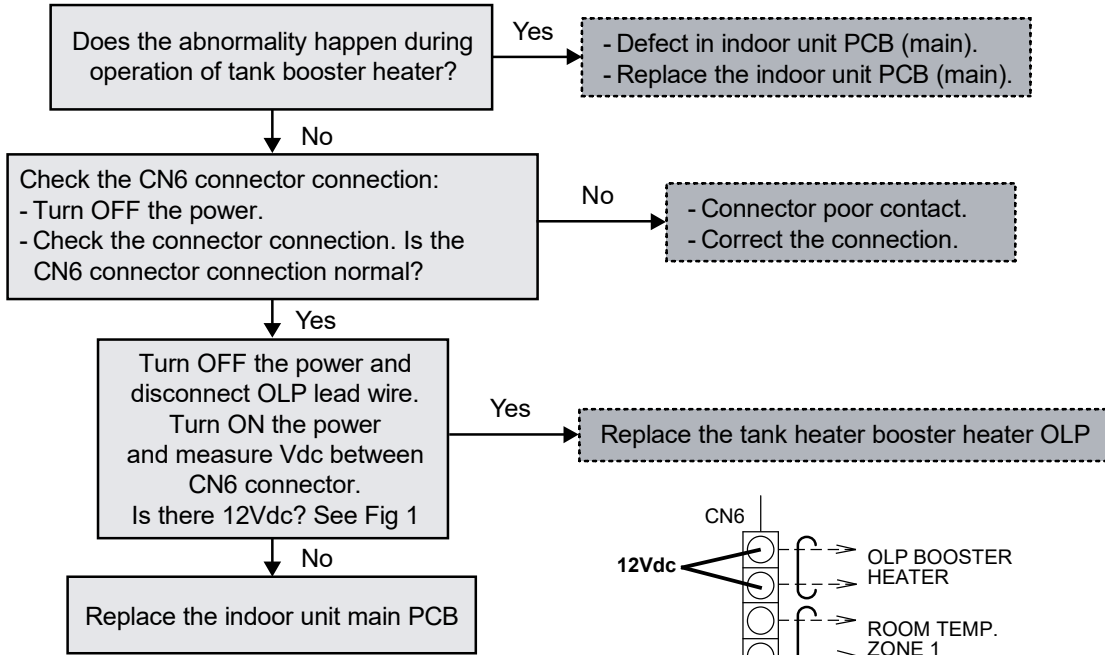 Does the abnormality happen during
operation of tank booster heater?
Yes
- Defect in indoor unit PCB (main).
- Replace the indoor unit PCB (main).
No
Check the CN6 connector connection:
- Turn OFF the power.
- Check the connector connection. Is the
CN6 connector connection normal?
No
- Connector poor contact.
- Correct the connection.
Yes
Turn OFF the power and
disconnect OLP lead wire.
Turn ON the power
and measure Vdc between
CN6 connector.
Is there 12Vdc? See Fig 1
Yes
Replace the tank heater booster heater OLP
No
Replace the indoor unit main PCB
CN6
12Vdc
OLP BOOSTER
HEATER
ROOM TEMP.
ZONE 1